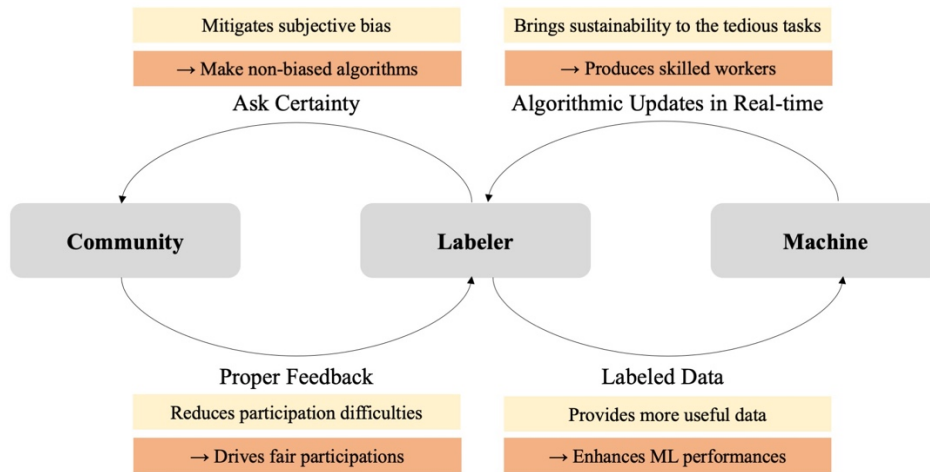 Mitigates subjective bias
→ Make non-biased algorithms
Ask Certainty
Brings sustainability to the tedious tasks
→ Produces skilled workers
Algorithmic Updates in Real-time
Community
Labeler
Machine
Proper Feedback
Reduces participation difficulties
→ Drives fair participations
Labeled Data
Provides more useful data
→ Enhances ML performances